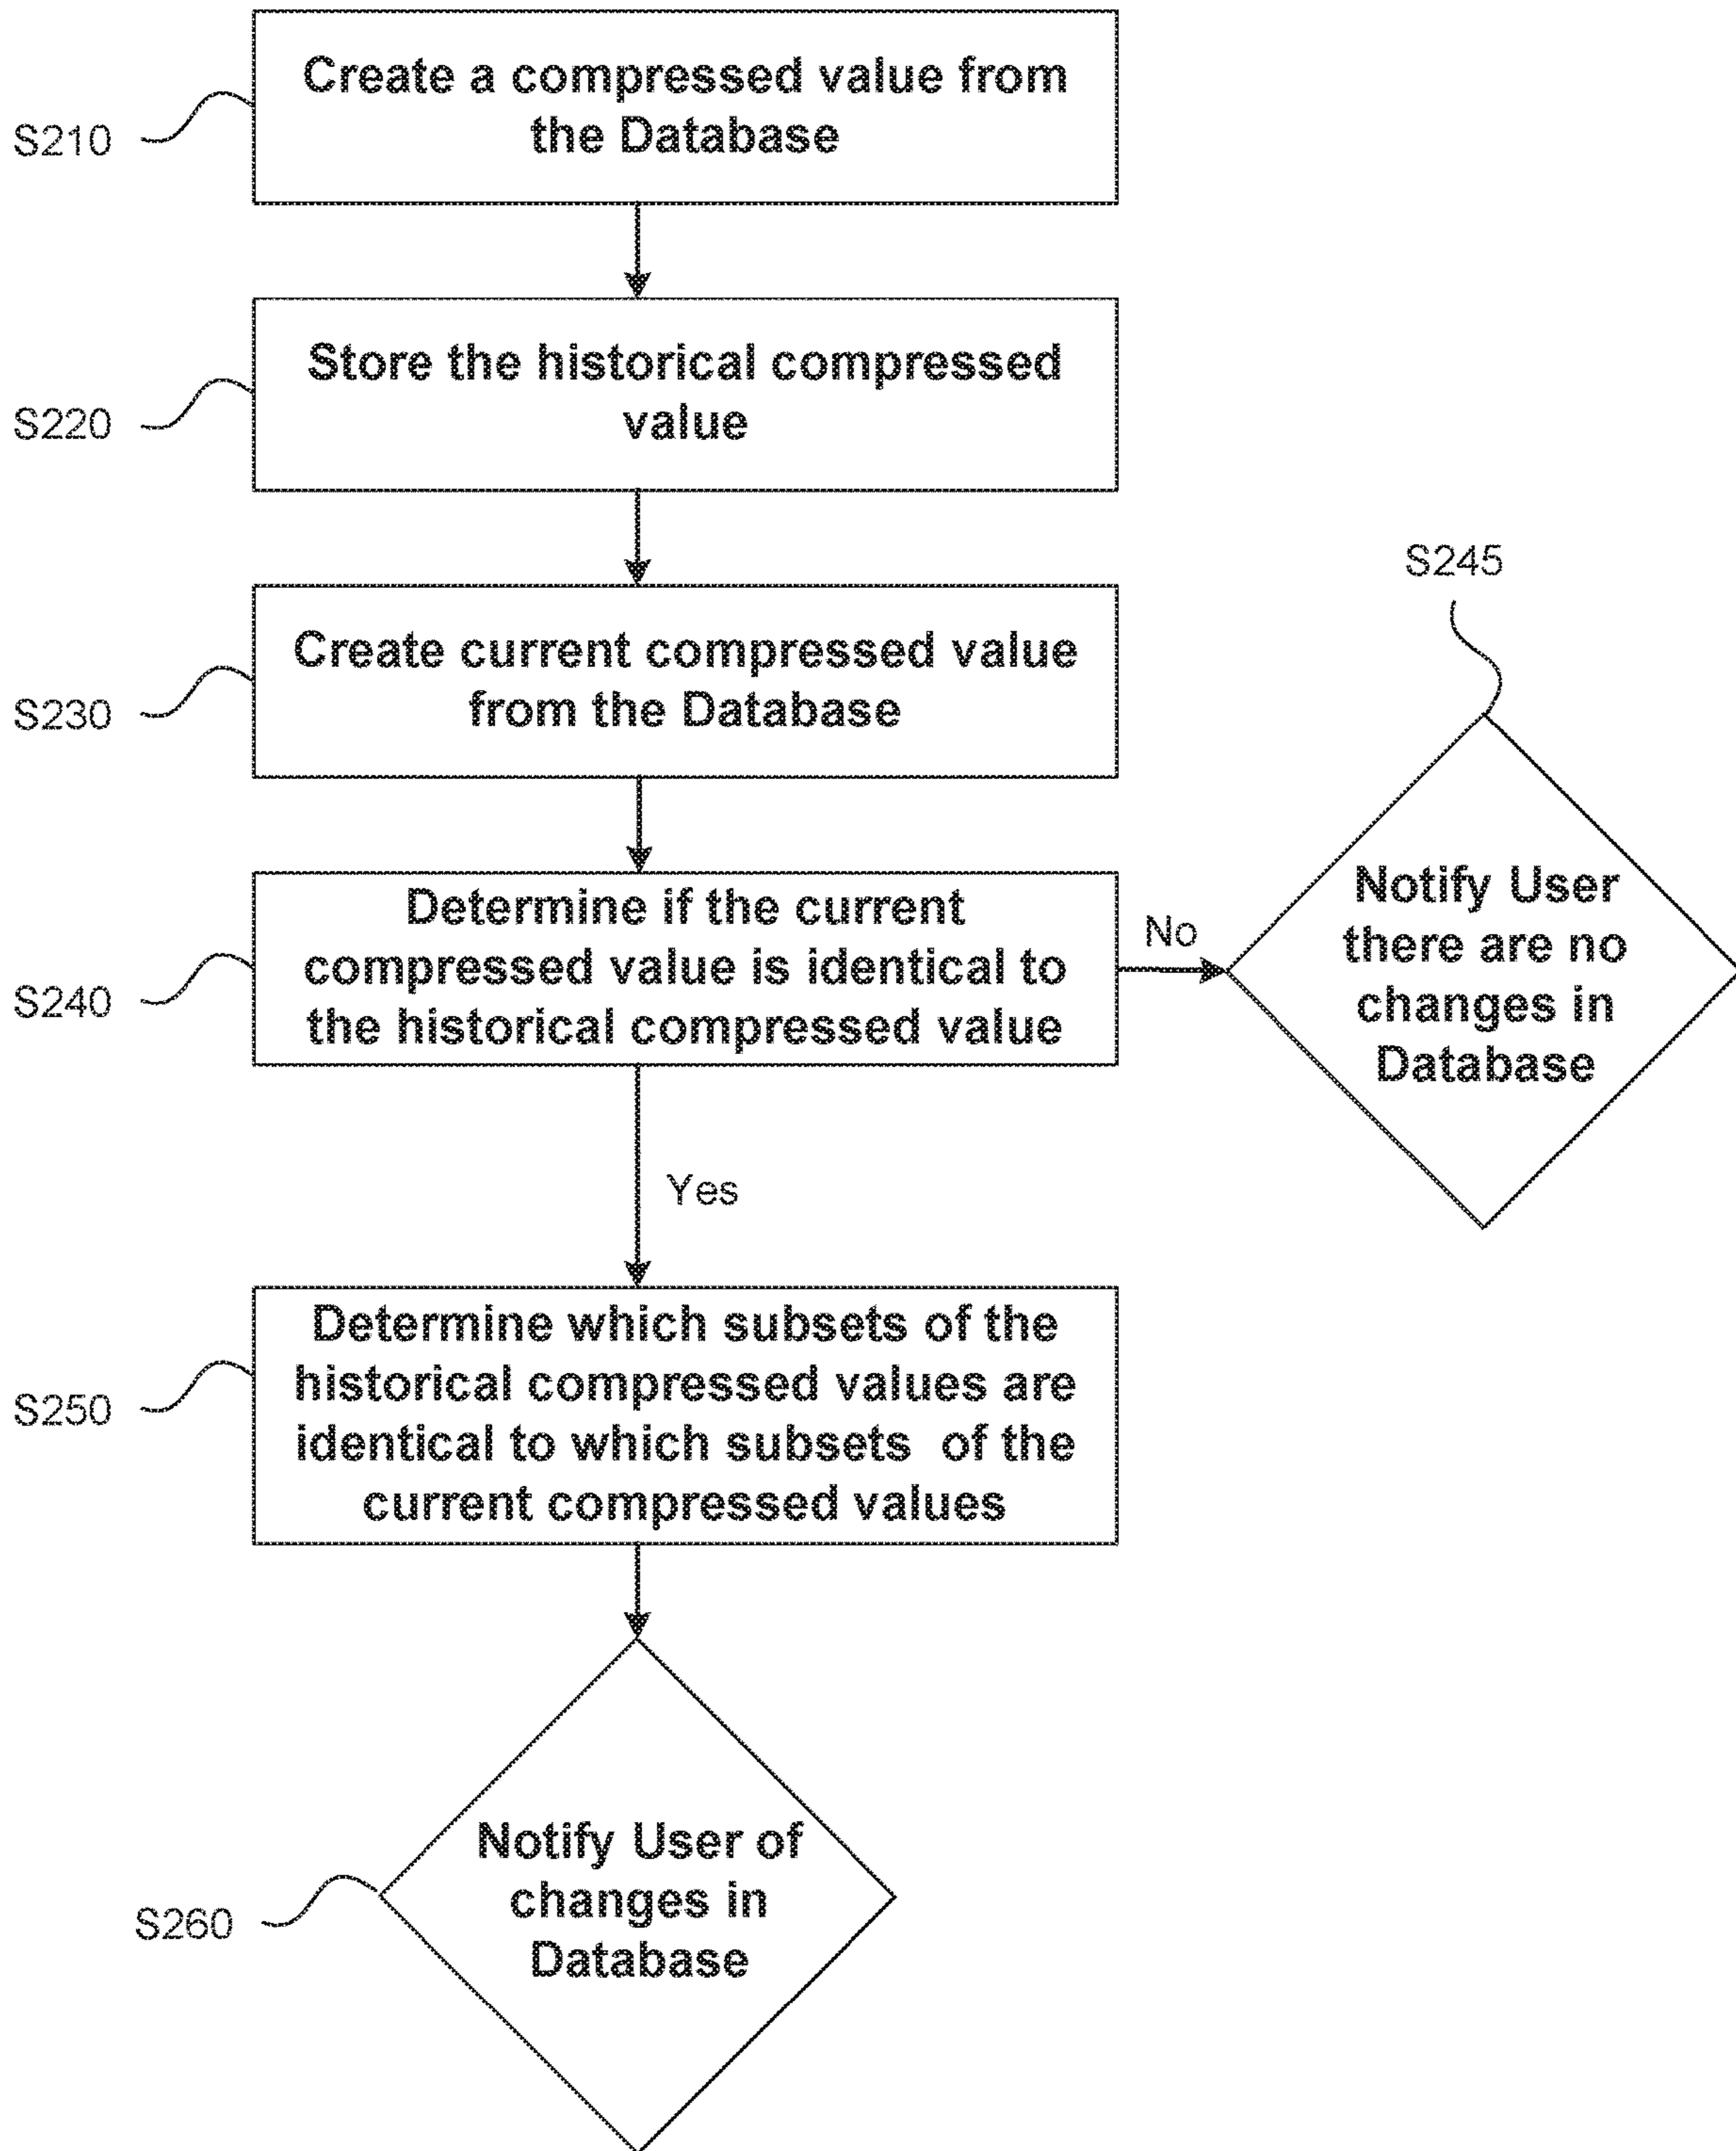 Create a compressed value from
the Database
S210
Store the historical compressed
value
S220
S245
Create current compressed value
from the Database
S230
Determine if the current
compressed value is identical to
the historical compressed value
S240
No
Notify User
there are no
changes in
Database
Yes
Determine which subsets of the
historical compressed values are
identical to which subsets of the
current compressed values
S250
Notify User of
changes in
Database
S260